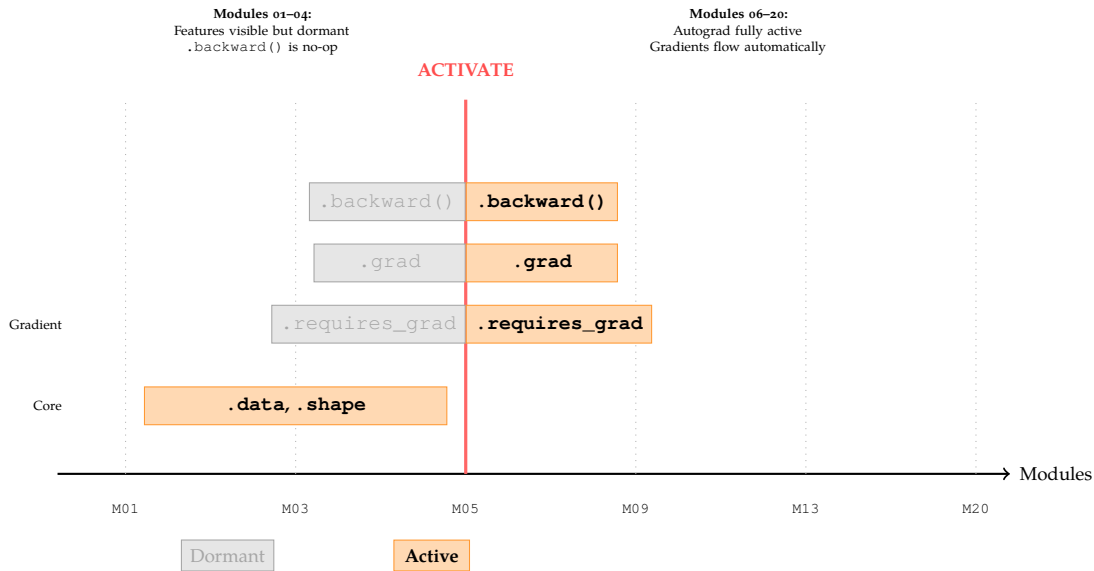 Modules 01–04:
Features visible but dormant
.backward() is no-op
Modules 06–20:
Autograd fully active
Gradients flow automatically
ACTIVATE
.backward() .backward()
.grad .grad
Gradient .requires_grad .requires_grad
Core .data, .shape
Modules
M01 M03 M05 M09 M13 M20
Dormant Active